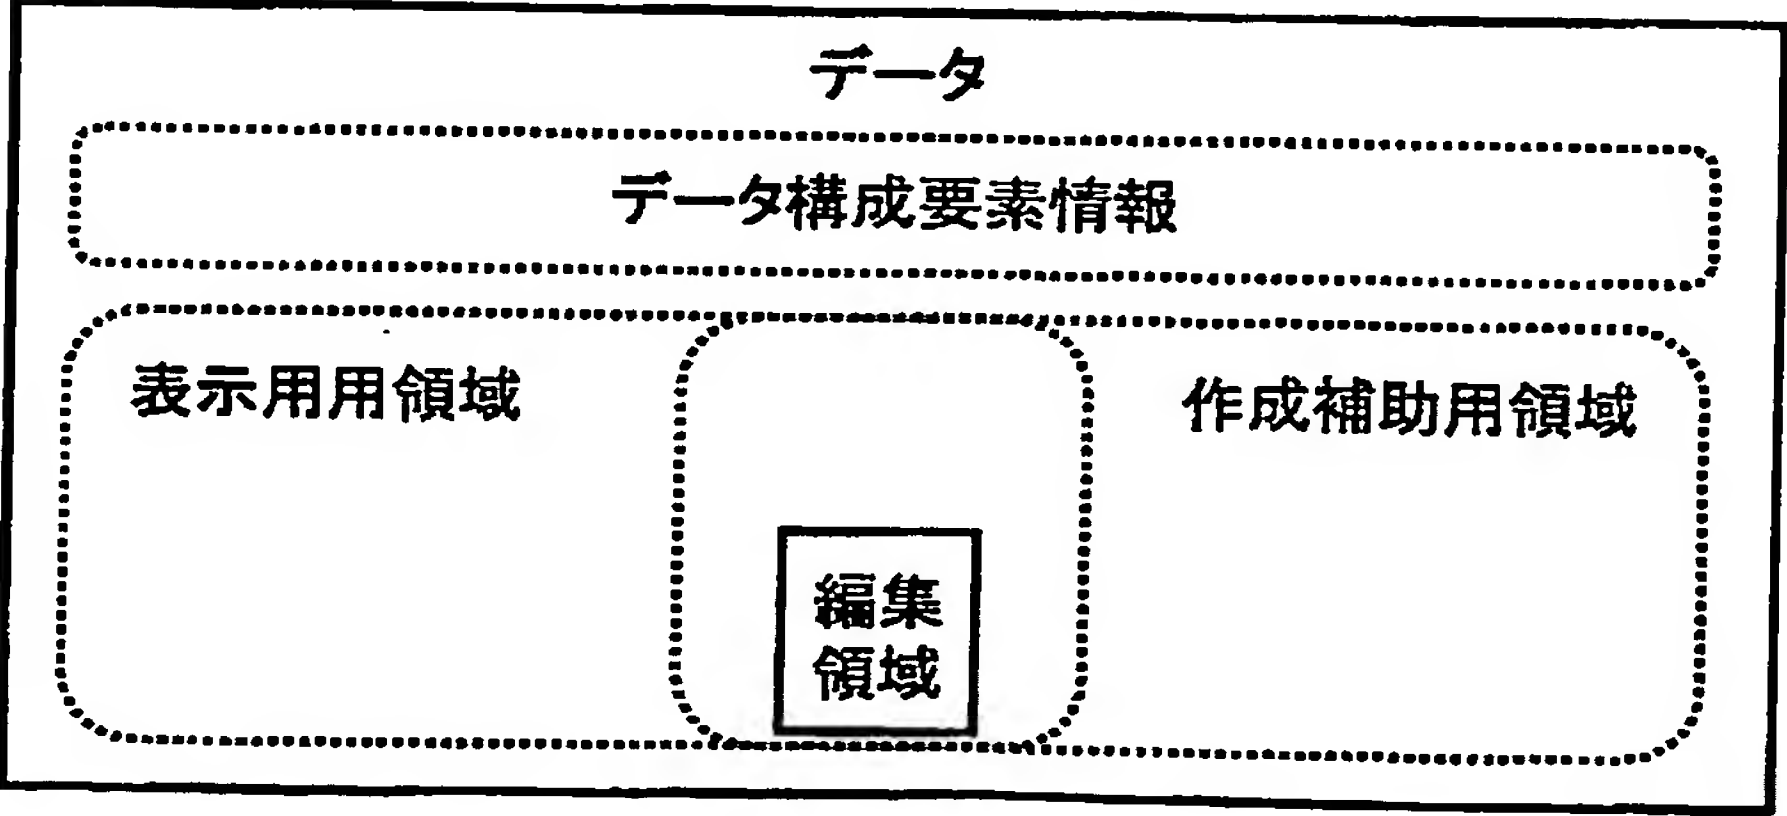 データ
データ構成要素情報
表示用用領域
作成補助用領域
編集
領域